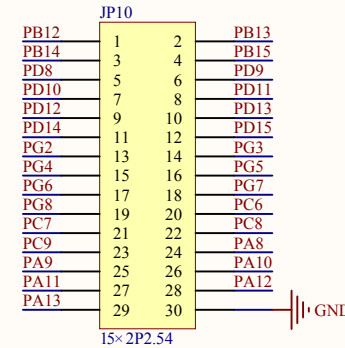 JP10
PB12 1 2 PB13
PB14 3 4 PB15
PD8 5 6 PD9
PD10 7 8 PD11
PD12 9 10 PD13
PD14 11 12 PD15
PG2 13 14 PG3
PG4 15 16 PG5
PG6 17 18 PG7
PG8 19 20 PC6
PC7 21 22 PC8
PC9 23 24 PA8
PA9 25 26 PA10
PA11 27 28 PA12
PA13 29 30 GND
15×2P2.54